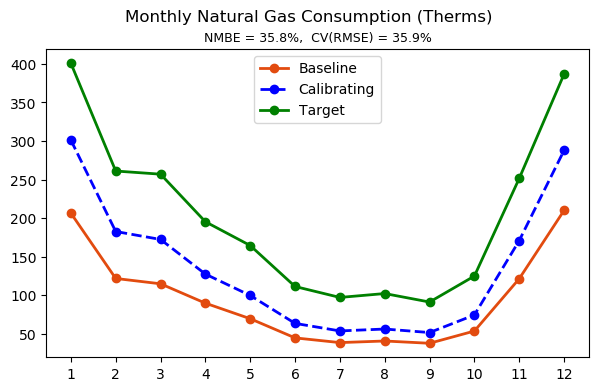 Monthly Natural Gas Consumption (Therms)
NMBE = 35.8%,  CV(RMSE) = 35.9%
Baseline
Calibrating
Target
400
350
300
250
200
150
100
50
1 2 3 4 5 6 7 8 9 10 11 12